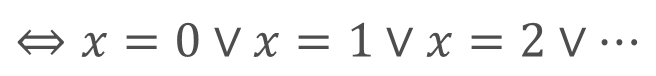 ⟺ 𝑥 = 0 ∨ 𝑥 = 1 ∨ 𝑥 = 2 ∨ ⋯